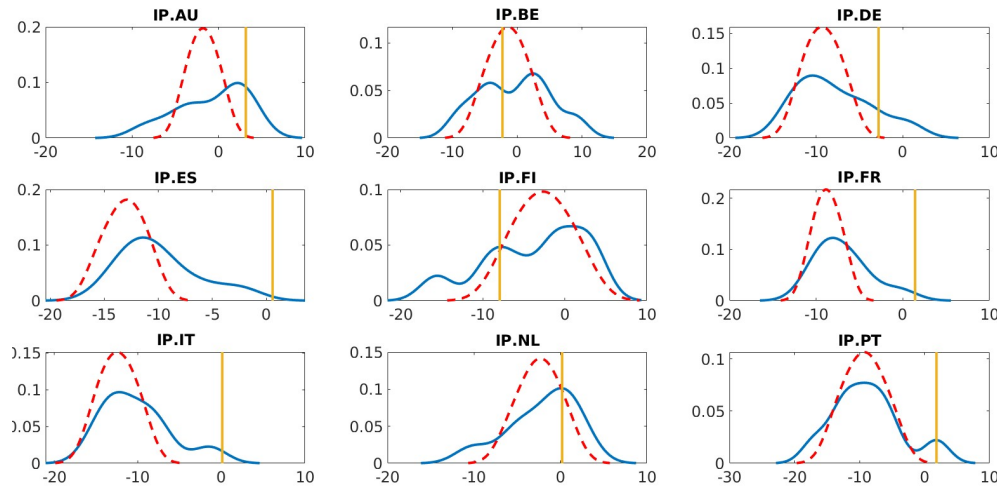 IP.AU IP.BE IP.DE
0.2 0.1 0.15
0.1 0.05 0.1
0 0 0.05
0
-20 -10 0 10 -20 -10 0 10 20 -20 -10 0 10
IP.ES IP.FI IP.FR
0.2 0.1 0.2
0.1 0.05 0.1
0 0 0
-20 -15 -10 -5 0 -20 -10 0 10 -20 -10 0 10
IP.IT IP.NL IP.PT
0.15 0.15 0.1
0.1 0.1 0.05
0.05 0.05 0
0 0
-20 -10 0 10 -20 -10 0 10 -30 -20 -10 0 10